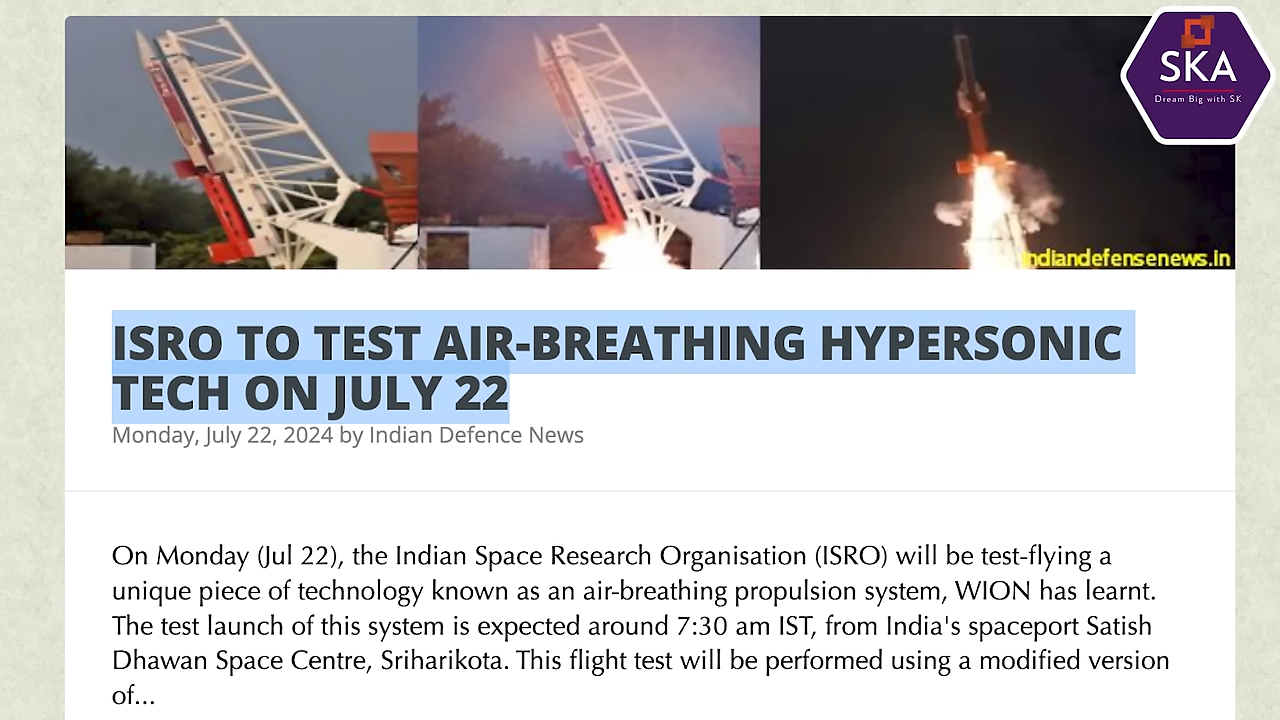 SKA
Dream Big with SK
indiandefensenews.in
ISRO TO TEST AIR-BREATHING HYPERSONIC
TECH ON JULY 22
Monday, July 22, 2024 by Indian Defence News
On Monday (Jul 22), the Indian Space Research Organisation (ISRO) will be test-flying a
unique piece of technology known as an air-breathing propulsion system, WION has learnt.
The test launch of this system is expected around 7:30 am IST, from India's spaceport Satish
Dhawan Space Centre, Sriharikota. This flight test will be performed using a modified version
of...